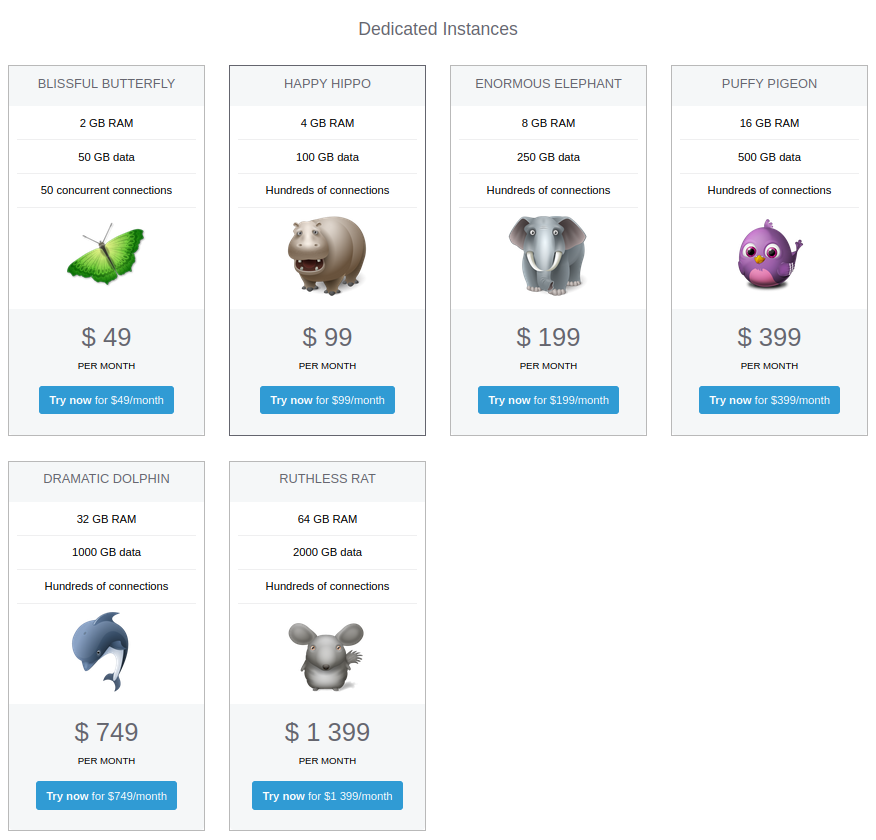 Dedicated Instances
BLISSFUL BUTTERFLY
2 GB RAM
50 GB data
50 concurrent connections
$ 49
PER MONTH
Try now for $49/month
HAPPY HIPPO
4 GB RAM
100 GB data
Hundreds of connections
$ 99
PER MONTH
Try now for $99/month
ENORMOUS ELEPHANT
8 GB RAM
250 GB data
Hundreds of connections
$ 199
PER MONTH
Try now for $199/month
PUFFY PIGEON
16 GB RAM
500 GB data
Hundreds of connections
$ 399
PER MONTH
Try now for $399/month
DRAMATIC DOLPHIN
32 GB RAM
1000 GB data
Hundreds of connections
$ 749
PER MONTH
Try now for $749/month
RUTHLESS RAT
64 GB RAM
2000 GB data
Hundreds of connections
$ 1 399
PER MONTH
Try now for $1 399/month